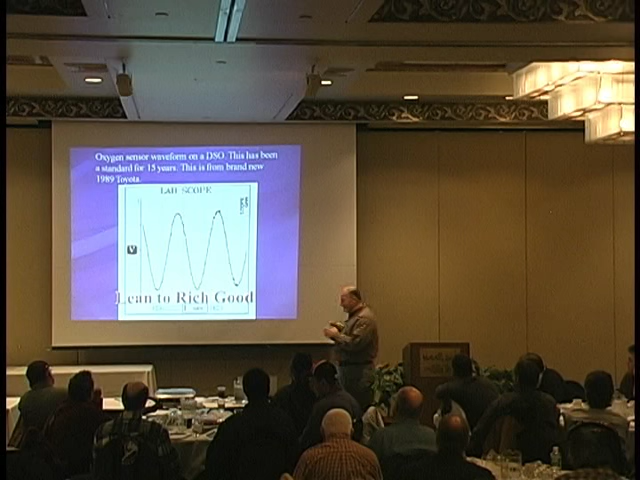 Oxygen sensor waveform on a DSO. This has been
a standard for 15 years. This is from brand new
1989 Toyota.
LAB SCOPE
V
Lean to Rich Good